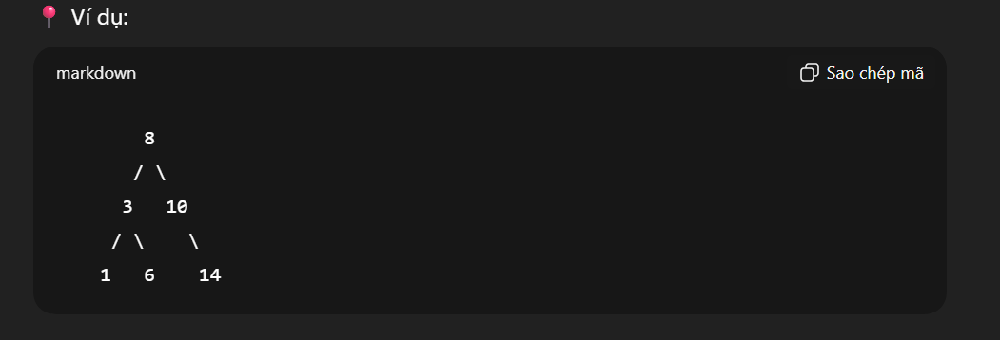 📍 Ví dụ:
markdown Sao chép mã
8
/ \
3 10
/ \ \
1 6 14